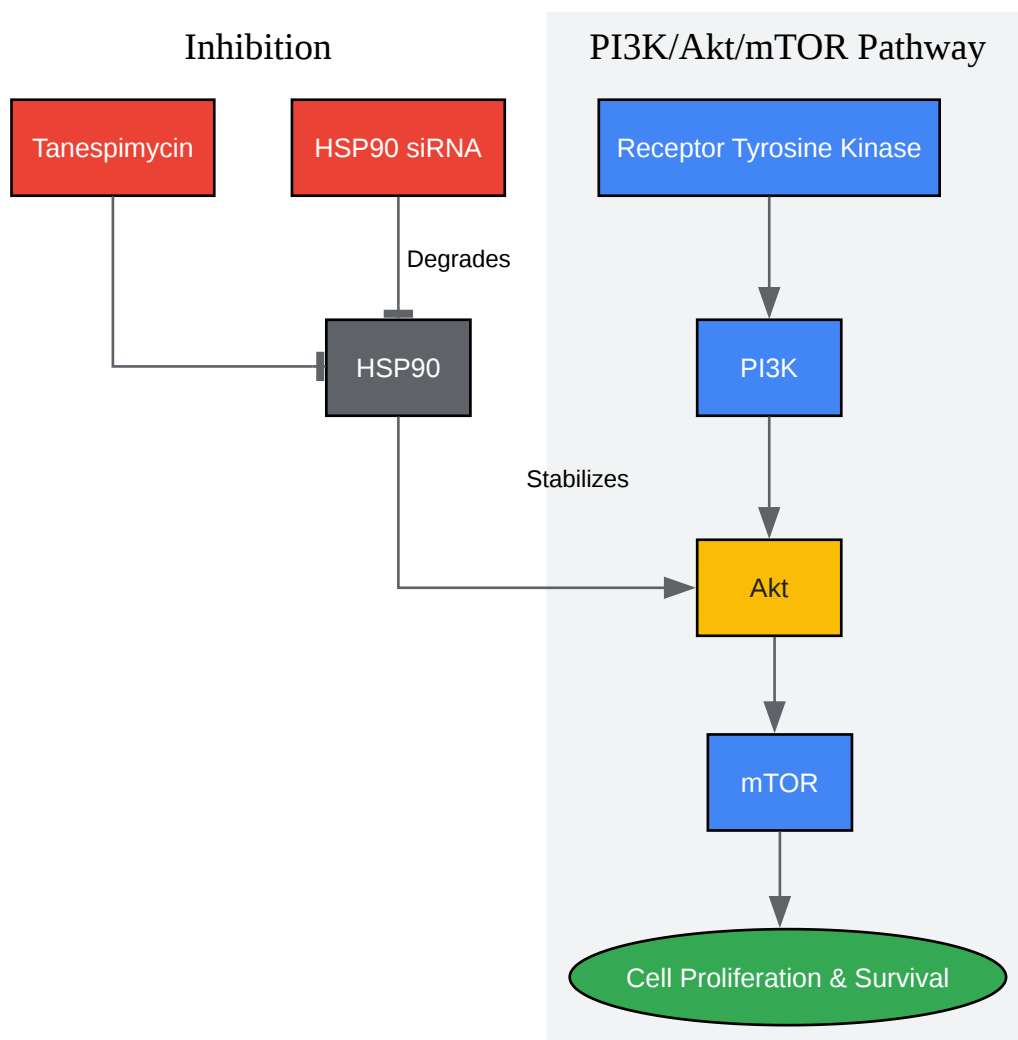 Inhibition
PI3K/Akt/mTOR Pathway
Tanespimycin
HSP90 siRNA
Receptor Tyrosine Kinase
Degrades
HSP90
PI3K
Stabilizes
Akt
mTOR
Cell Proliferation & Survival